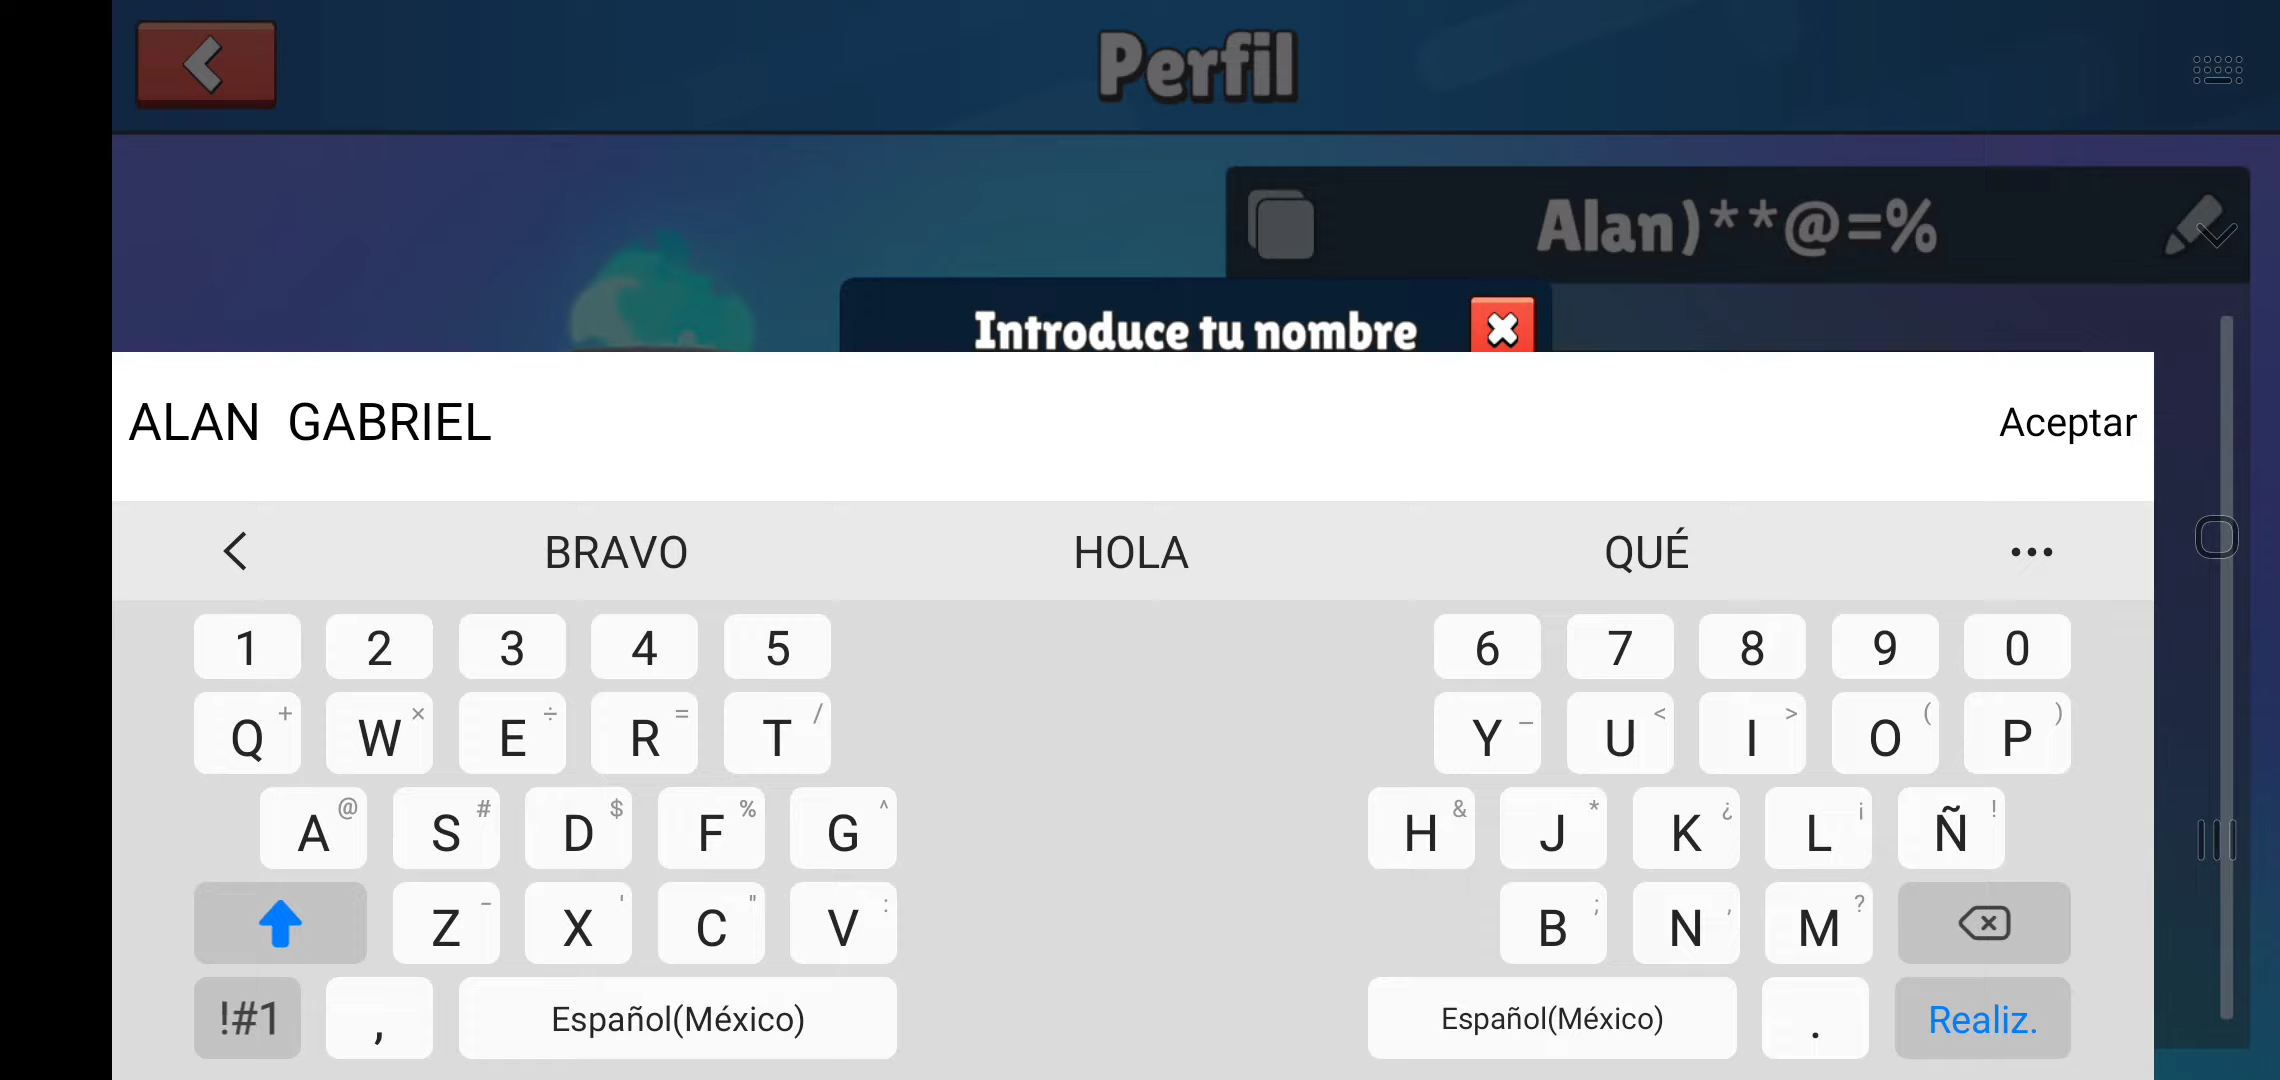 Perfil
Alan)**@=%
Introduce tu nombre
ALAN  GABRIEL
Aceptar
BRAVO HOLA QUÉ ...
1 2 3 4 5 6 7 8 9 0
Q + W × E ÷ R = T / Y _ U < I > O ( P )
A @ S # D $ F % G ^ H & J * K ¿ L ¡ Ñ !
Z - X ' C " V : B ; N , M ?
!#1 , Español(México) Español(México) . Realiz.